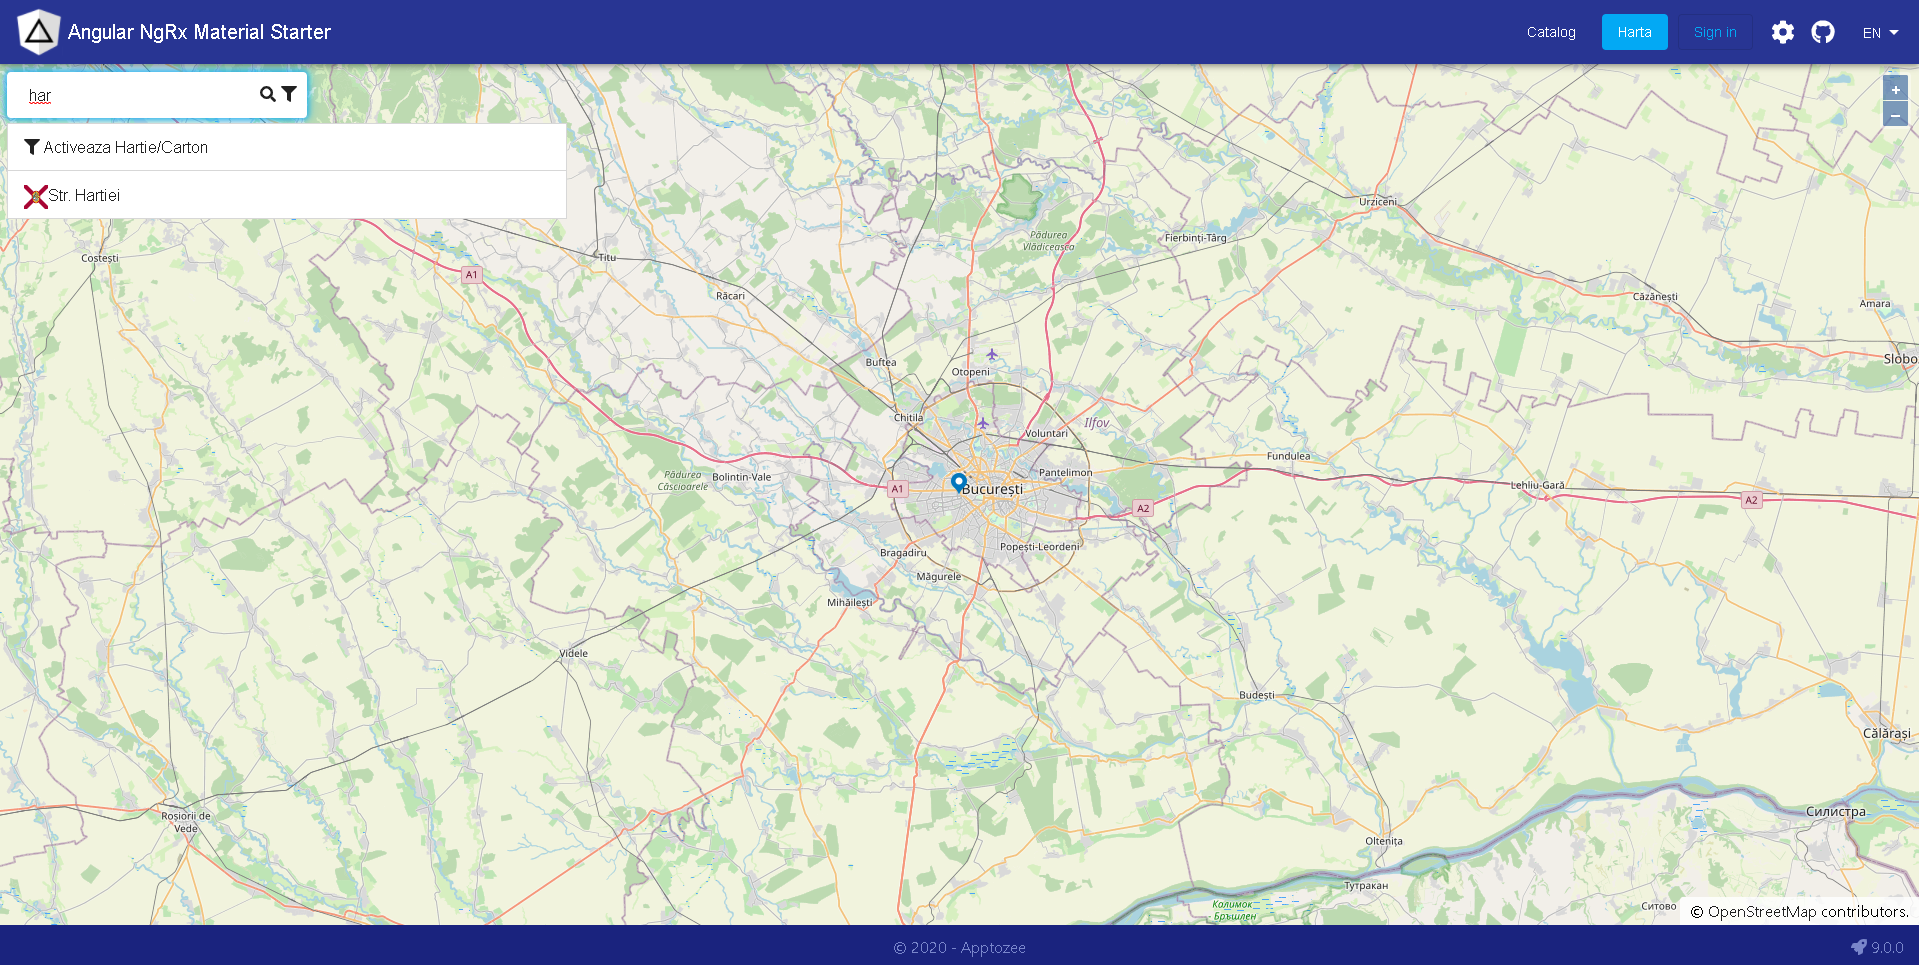 Angular NgRx Material Starter
Catalog
Harta
Sign in
EN
har
Activeaza Hartie/Carton
Str. Hartiei
+
−
Urziceni
Pădurea
Vlădiceasca
Fierbinți-Târg
Costești
Titu
A1
Răcari
Căzănești
Amara
Buftea
Otopeni
Slobo
Chitila
Voluntari
Ilfov
Pădurea
Căscioarele
Bolintin-Vale
Pantelimon
Fundulea
Lehliu-Gară
A1
București
A2
A2
Bragadiru
Popești-Leordeni
Măgurele
Mihăilești
Videle
Budești
Călărași
Roșiorii de
Vede
Силистра
Oltenița
Тутракан
Колимок
Бръшлен
Ситово
© OpenStreetMap contributors.
© 2020 - Apptozee
9.0.0